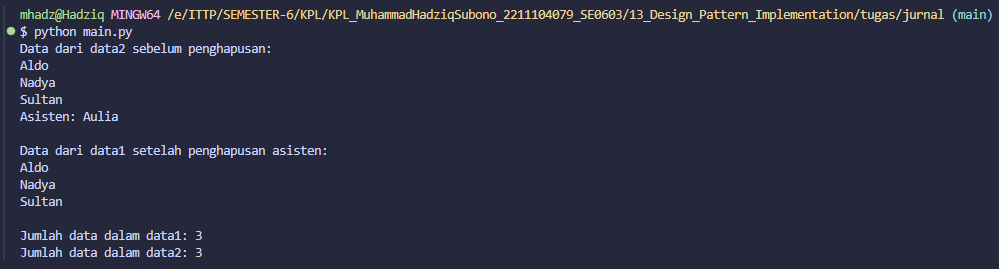 mhadz@Hadziq MINGW64 /e/ITTP/SEMESTER-6/KPL/KPL_MuhammadHadziqSubono_2211104079_SE0603/13_Design_Pattern_Implementation/tugas/jurnal (main)
$ python main.py
Data dari data2 sebelum penghapusan:
Aldo
Nadya
Sultan
Asisten: Aulia
Data dari data1 setelah penghapusan asisten:
Aldo
Nadya
Sultan
Jumlah data dalam data1: 3
Jumlah data dalam data2: 3